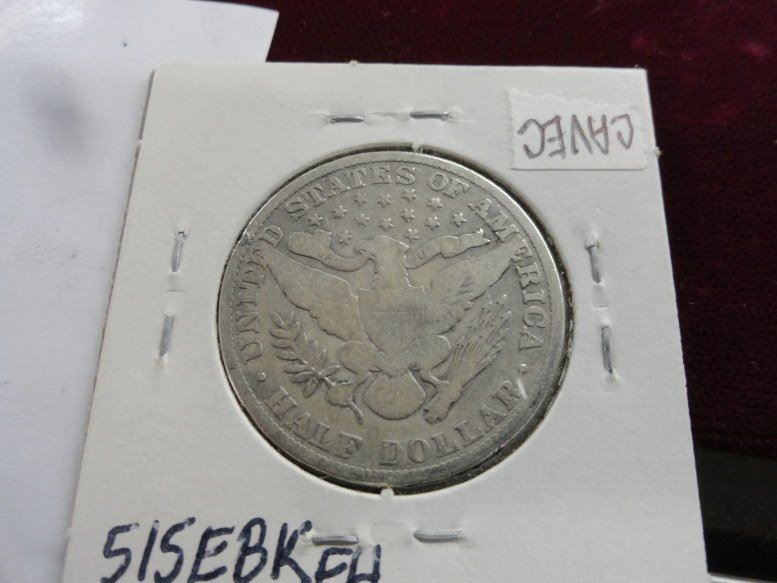 CAVEC
UNITED STATES OF AMERICA
HALF DOLLAR
515EBKEH